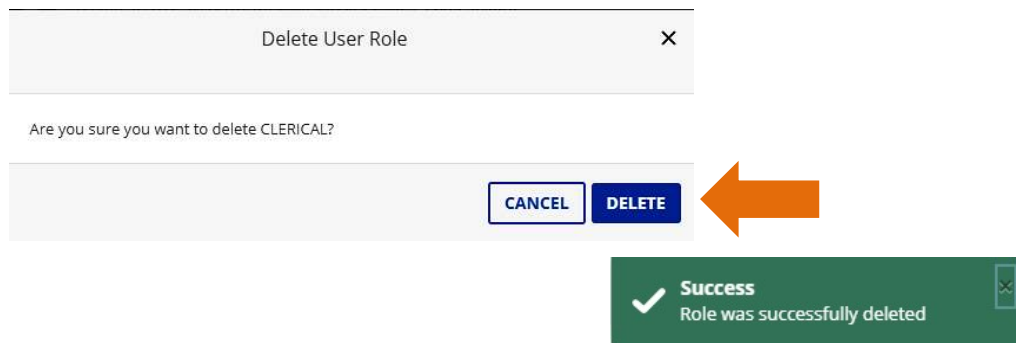 Delete User Role
Are you sure you want to delete CLERICAL?
CANCEL DELETE
Success
Role was successfully deleted